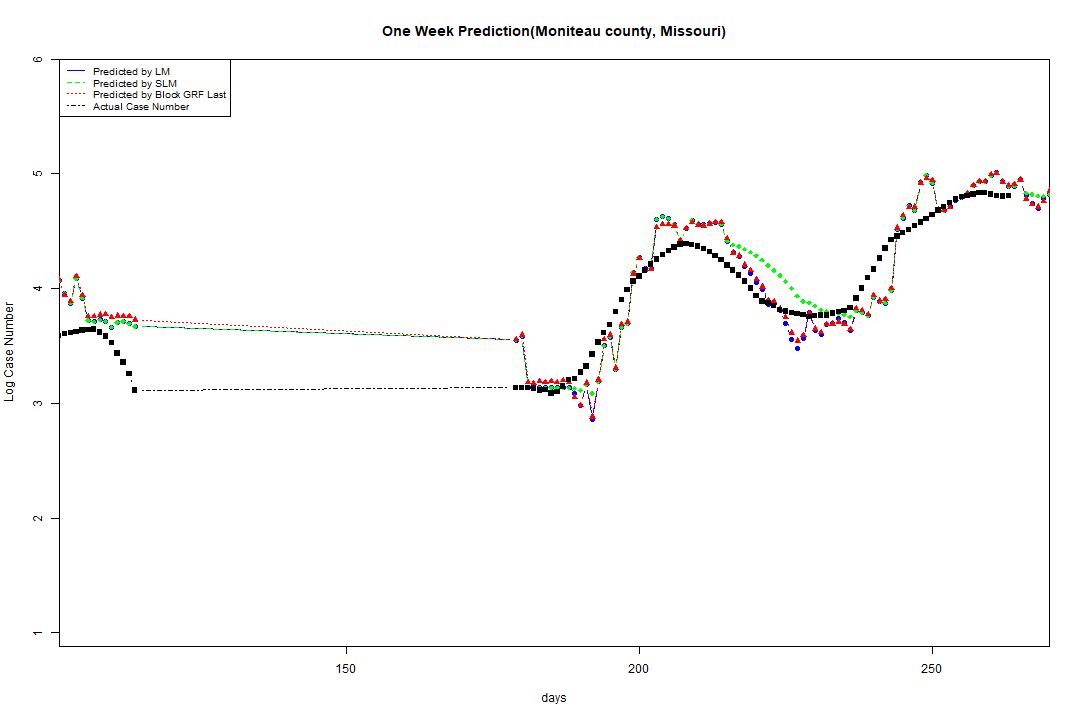 One Week Prediction(Moniteau county, Missouri)
Predicted by LM
Predicted by SLM
Predicted by Block GRF Last
Actual Case Number
6
5
4
3
2
1
Log Case Number
150 200 250
days